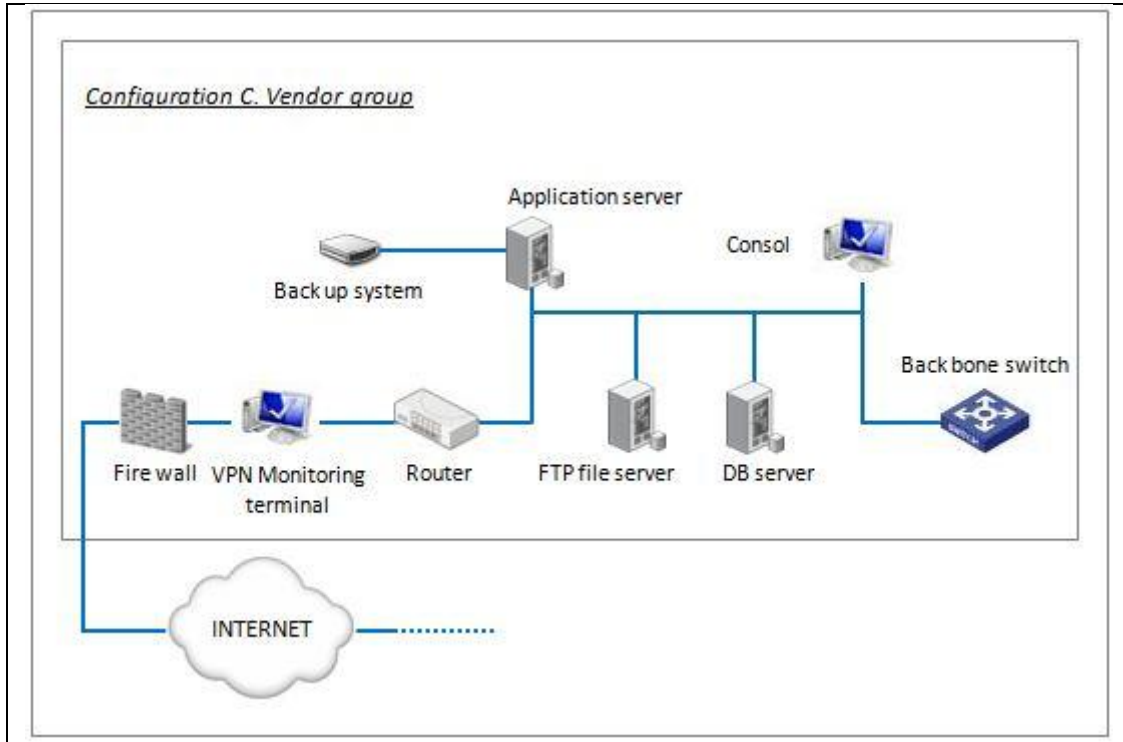 Configuration C. Vendor group
Application server
Consol
Back up system
Back bone switch
SWITCH
Fire wall
VPN Monitoring
terminal
Router
FTP file server
DB server
INTERNET